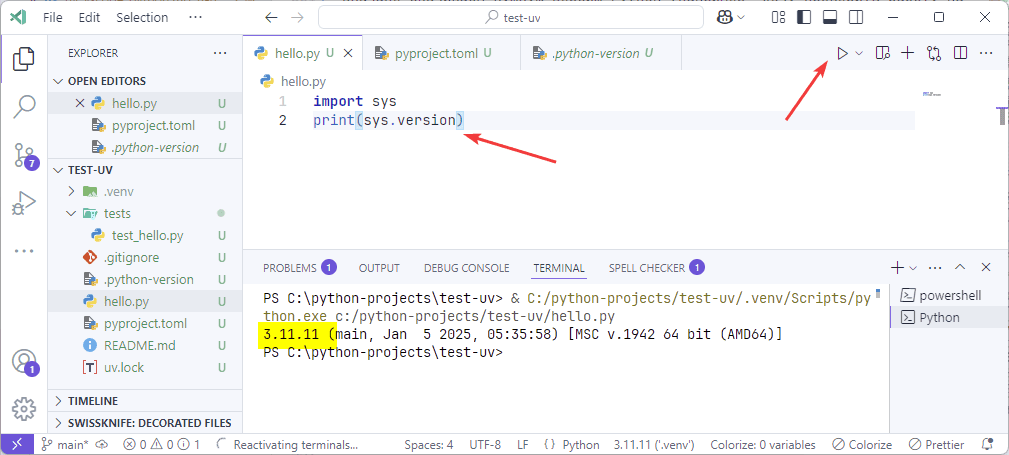 File Edit Selection ··· test-uv
EXPLORER ···
OPEN EDITORS
hello.py U
pyproject.toml U
.python-version U
TEST-UV
.venv
tests
test_hello.py U
.gitignore U
.python-version U
hello.py U
pyproject.toml U
README.md U
uv.lock U
TIMELINE
SWISSKNIFE: DECORATED FILES
7
1
hello.py U pyproject.toml U .python-version U
hello.py
1 import sys
2 print(sys.version)
PROBLEMS 1 OUTPUT DEBUG CONSOLE TERMINAL SPELL CHECKER 1
PS C:\python-projects\test-uv> & C:/python-projects/test-uv/.venv/Scripts/py
thon.exe c:/python-projects/test-uv/hello.py
3.11.11 (main, Jan  5 2025, 05:35:58) [MSC v.1942 64 bit (AMD64)]
PS C:\python-projects\test-uv>
powershell
Python
main* 0 0 1 Reactivating terminals... Spaces: 4 UTF-8 LF Python 3.11.11 ('.venv') Colorize: 0 variables Colorize Prettier